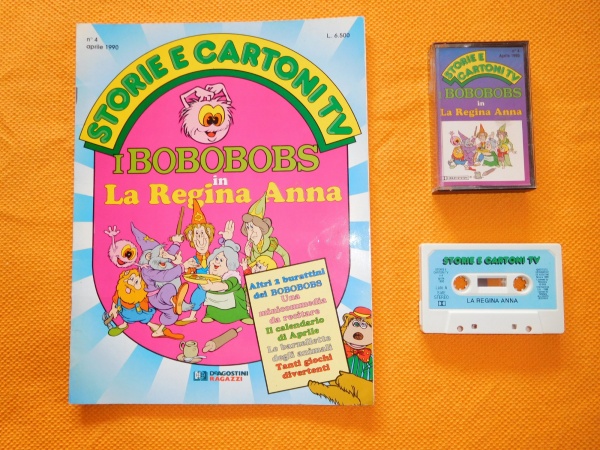 n° 4
aprile 1990
L. 6.500
STORIE E CARTONI TV
I BOBOBOBS
in
La Regina Anna
Altri 2 burattini
dei BOBOBOBS
Una
minicommedia
da recitare
Il calendario
di Aprile
Le barzellette
degli animali
Tanti giochi
divertenti
DeAGOSTINI
RAGAZZI
STORIE E
CARTONI TV
I BOBOBOBS
in
La Regina Anna
STORIE E CARTONI TV
LA REGINA ANNA